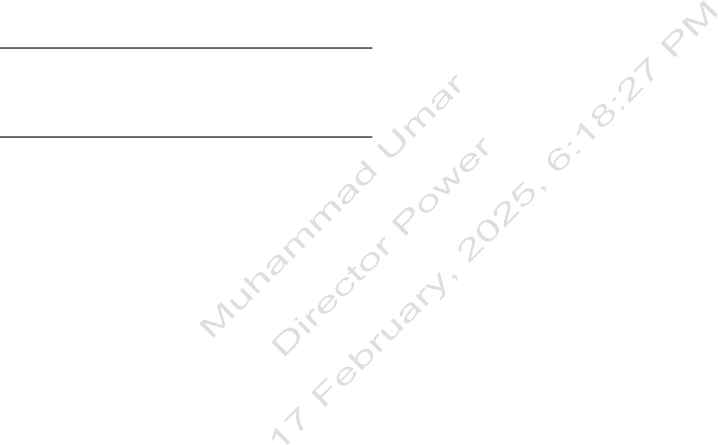 Muhammad Umar
Director Power
17 February, 2025, 6:18:27 PM